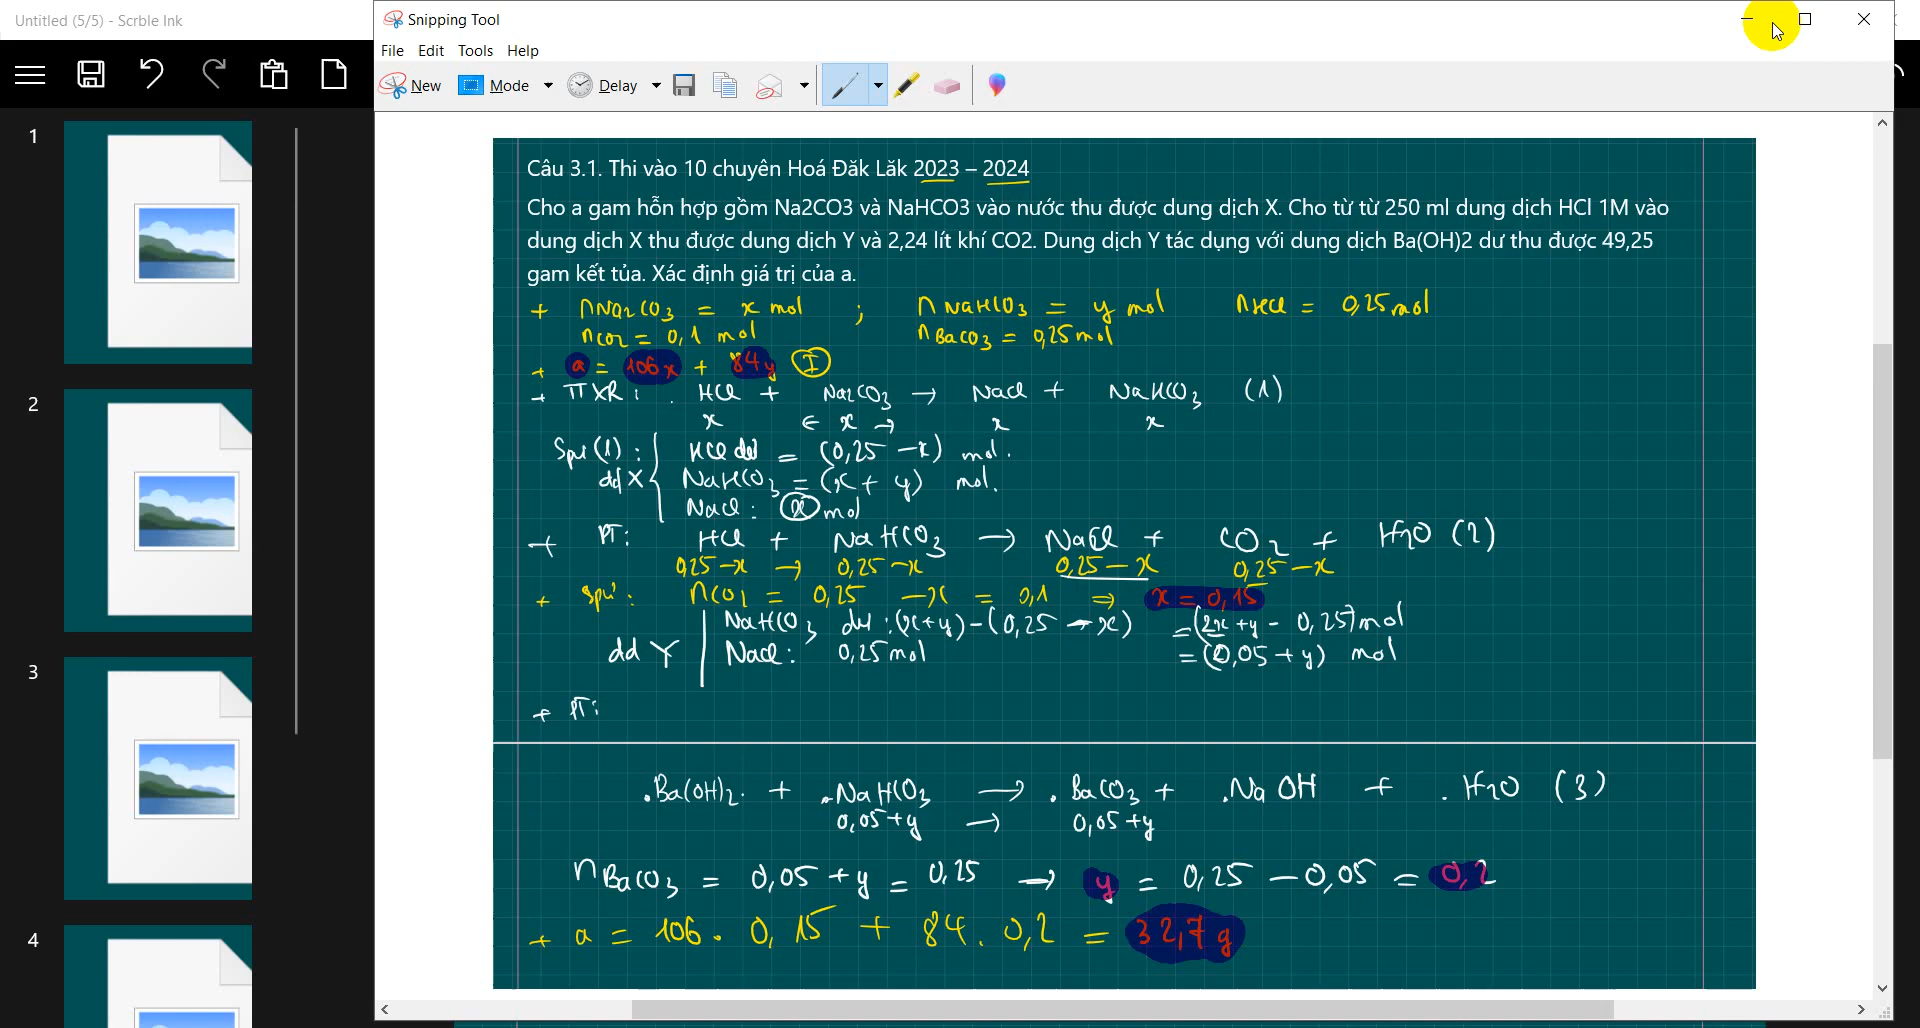 Untitled (5/5) - Scrble Ink
Snipping Tool
File Edit Tools Help
New Mode Delay
1
2
3
4
Câu 3.1. Thi vào 10 chuyên Hoá Đăk Lăk 2023 – 2024
Cho a gam hỗn hợp gồm Na2CO3 và NaHCO3 vào nước thu được dung dịch X. Cho từ từ 250 ml dung dịch HCl 1M vào
dung dịch X thu được dung dịch Y và 2,24 lít khí CO2. Dung dịch Y tác dụng với dung dịch Ba(OH)2 dư thu được 49,25
gam kết tủa. Xác định giá trị của a.
+ nNa2CO3 = x mol ; nNaHCO3 = y mol nHCl = 0,25 mol
nCO2 = 0,1 mol nBaCO3 = 0,25 mol
+ a = 106x + 84y (I)
+ TTXR : HCl + Na2CO3 → NaCl + NaHCO3 (1)
x ← x → x x
Spư (1) : HCl dư = (0,25 – x) mol.
dd X NaHCO3 = (x + y) mol.
NaCl : x mol
+ PT: HCl + NaHCO3 → NaCl + CO2 + H2O (2)
0,25 – x → 0,25 – x 0,25 – x 0,25 – x
+ spư : nCO2 = 0,25 – x = 0,1 ⇒ x = 0,15
NaHCO3 dư : (x+y) – (0,25 – x) = (2x + y – 0,25) mol
dd Y NaCl : 0,25 mol = (0,05 + y) mol
+ PT:
Ba(OH)2 + NaHCO3 → BaCO3 + NaOH + H2O (3)
0,05+y → 0,05+y
nBaCO3 = 0,05 + y = 0,25 → y = 0,25 – 0,05 = 0,2
+ a = 106 . 0,15 + 84 . 0,2 = 32,7 g